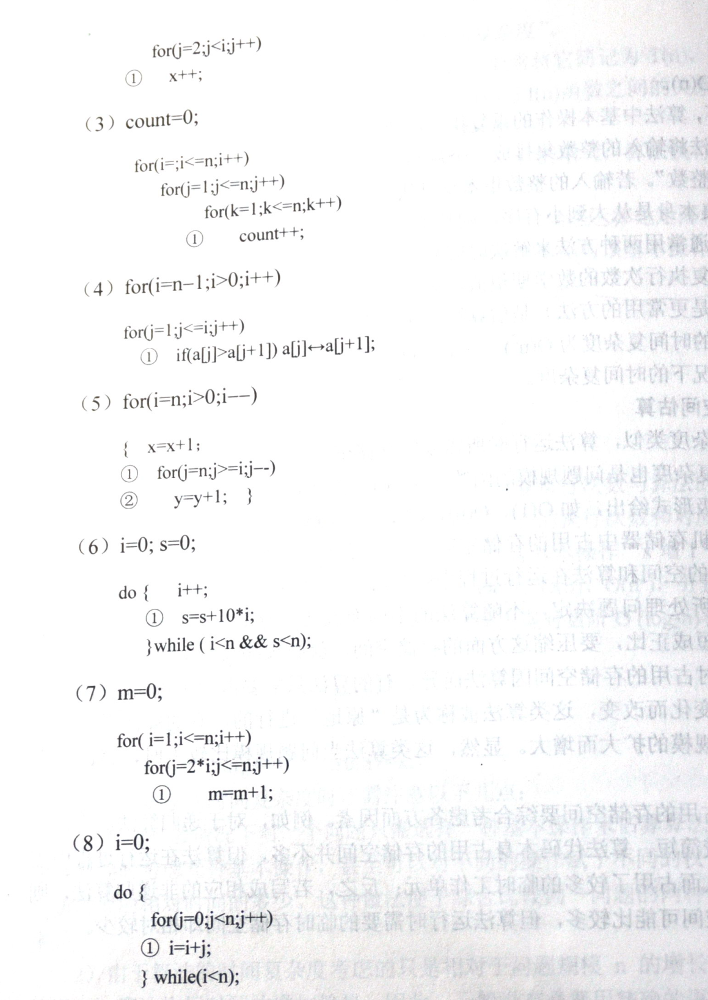 for(j=2;j<i;j++)
① x++;
（3）count=0;
for(i=;i<=n;i++)
for(j=1;j<=n;j++)
for(k=1;k<=n;k++)
① count++;
（4）for(i=n-1;i>0;i++)
for(j=1;j<=i;j++)
① if(a[j]>a[j+1]) a[j]↔a[j+1];
（5）for(i=n;i>0;i--)
{ x=x+1;
① for(j=n;j>=i;j--)
② y=y+1; }
（6）i=0; s=0;
do { i++;
① s=s+10*i;
}while ( i<n && s<n);
（7）m=0;
for( i=1;i<=n;i++)
for(j=2*i;j<=n;j++)
① m=m+1;
（8）i=0;
do {
for(j=0;j<n;j++)
① i=i+j;
} while(i<n);